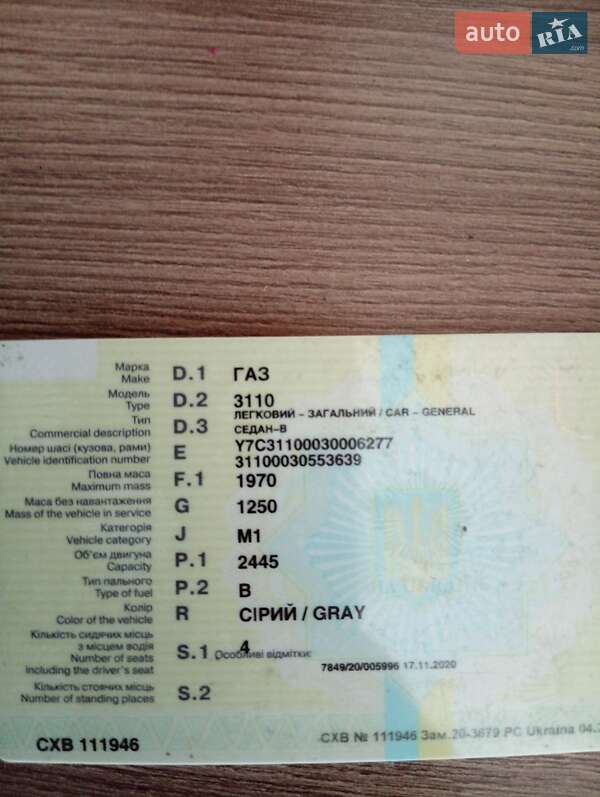 auto RIA .com
Марка
Make D.1 ГАЗ
Модель
Type D.2 3110
ЛЕГКОВИЙ - ЗАГАЛЬНИЙ / CAR - GENERAL
Тип
Commercial description D.3 СЕДАН-B
Номер шасі (кузова, рами) E Y7C31100030006277
Vehicle identification number 31100030553639
Повна маса
Maximum mass F.1 1970
Маса без навантаження
Mass of the vehicle in service G 1250
Категорія
Vehicle category J M1
Об'єм двигуна
Capacity P.1 2445
Тип пального
Type of fuel P.2 B
Колір
Color of the vehicle R СІРИЙ / GRAY
Кількість сидячих місць
з місцем водія
Number of seats S.1 4 Особливі відмітки:
including the driver's seat 7849/20/005996 17.11.2020
Кількість стоячих місць
Number of standing places S.2
СХВ 111946 СХВ № 111946 Зам.20-3679 PC Ukraina 04.